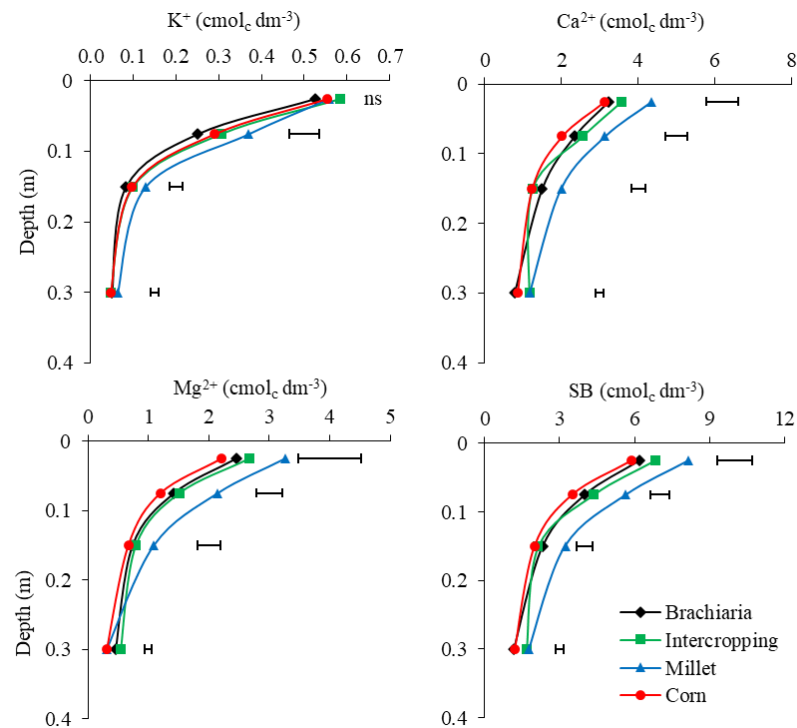 K⁺ (cmol_c dm⁻³)
0.0 0.1 0.2 0.3 0.4 0.5 0.6 0.7
0
0.1
0.2
0.3
0.4
Depth (m)
ns
Ca²⁺ (cmol_c dm⁻³)
0 2 4 6 8
0
0.1
0.2
0.3
0.4
Mg²⁺ (cmol_c dm⁻³)
0 1 2 3 4 5
0
0.1
0.2
0.3
0.4
Depth (m)
SB (cmol_c dm⁻³)
0 3 6 9 12
0
0.1
0.2
0.3
0.4
Brachiaria
Intercropping
Millet
Corn